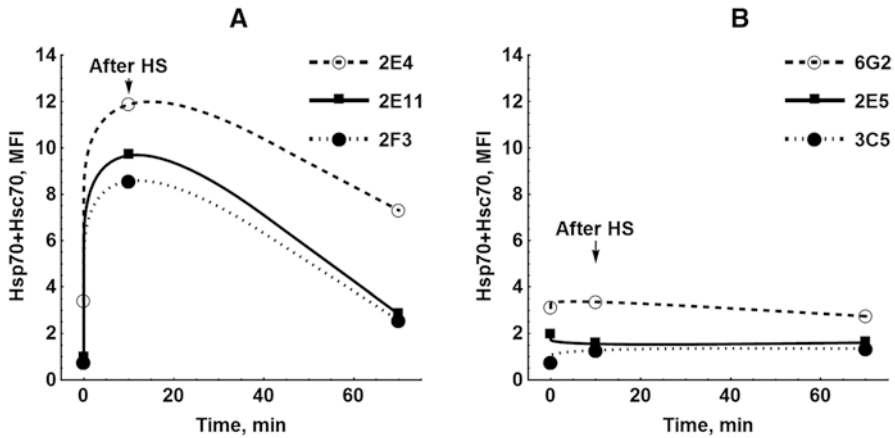 A
After HS
2E4
2E11
2F3
Hsp70+Hsc70, MFI
14
12
10
8
6
4
2
0
0
20
40
60
Time, min
B
6G2
2E5
3C5
After HS
Hsp70+Hsc70, MFI
14
12
10
8
6
4
2
0
0
20
40
60
Time, min